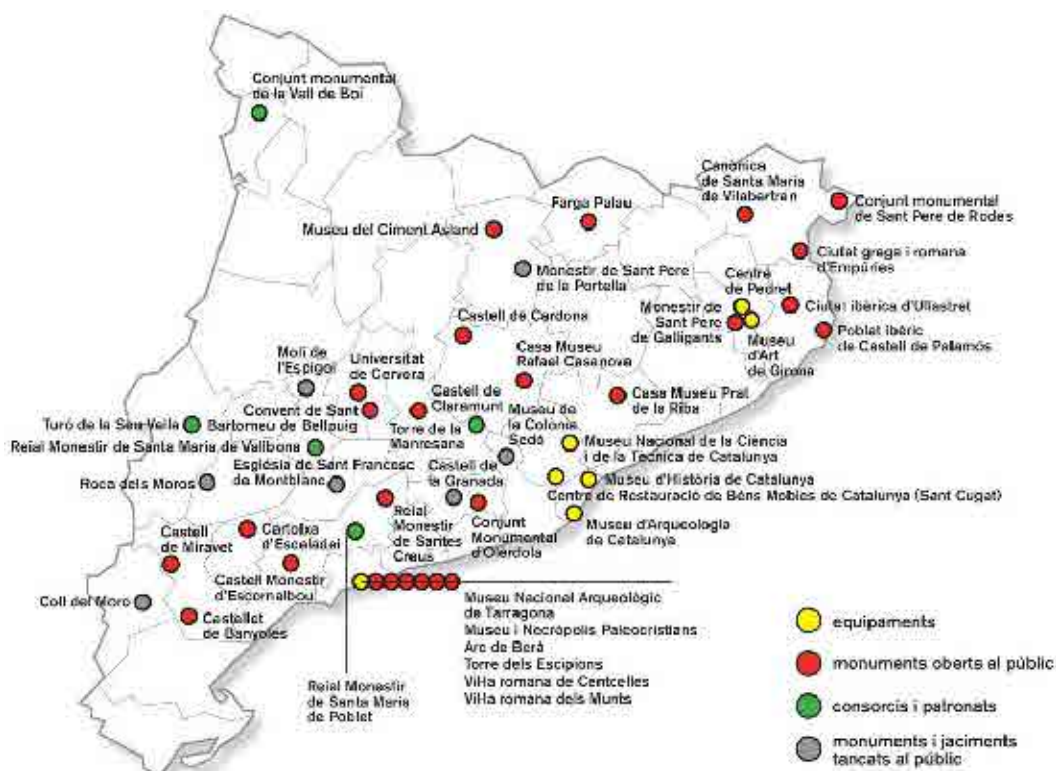 Conjunt monumental
de la Vall de Boí
Canònica
de Santa Maria
de Vilabertran
Farga Palau
Conjunt monumental
de Sant Pere de Rodes
Museu del Ciment Asland
Ciutat grega i romana
d'Empúries
Monestir de Sant Pere
de la Portella
Centre
de Pedret
Ciutat ibèrica d'Ullastret
Monestir de
Sant Pere
de Galligants
Castell de Cardona
Poblat ibèric
de Castell de Palamós
Museu
d'Art
de Girona
Molí de
l'Espígol
Universitat
de Cervera
Casa Museu
Rafael Casanova
Castell de
Claramunt
Casa Museu Prat
de la Riba
Convent de Sant
Bartomeu de Bellpuig
Torre de la
Manresana
Museu de
la Colònia
Sedó
Turó de la Seu Vella
Reial Monestir de Santa Maria de Vallbona
Museu Nacional de la Ciència
i de la Tècnica de Catalunya
Església de Sant Francesc
de Montblanc
Castell de
la Granada
Roca dels Moros
Museu d'Història de Catalunya
Centre de Restauració de Béns Mobles de Catalunya (Sant Cugat)
Reial
Monestir
de Santes
Creus
Conjunt
Monumental
d'Olèrdola
Museu d'Arqueologia
de Catalunya
Castell
de Miravet
Cartoixa
d'Escaladei
Castell Monestir
d'Escornalbou
Coll del Moro
Castellet
de Banyoles
Museu Nacional Arqueològic
de Tarragona
Museu i Necròpolis Paleocristians
Arc de Berà
Torre dels Escipions
Vil·la romana de Centcelles
Vil·la romana dels Munts
Reial Monestir
de Santa Maria
de Poblet
equipaments
monuments oberts al públic
consorcis i patronats
monuments i jaciments
tancats al públic